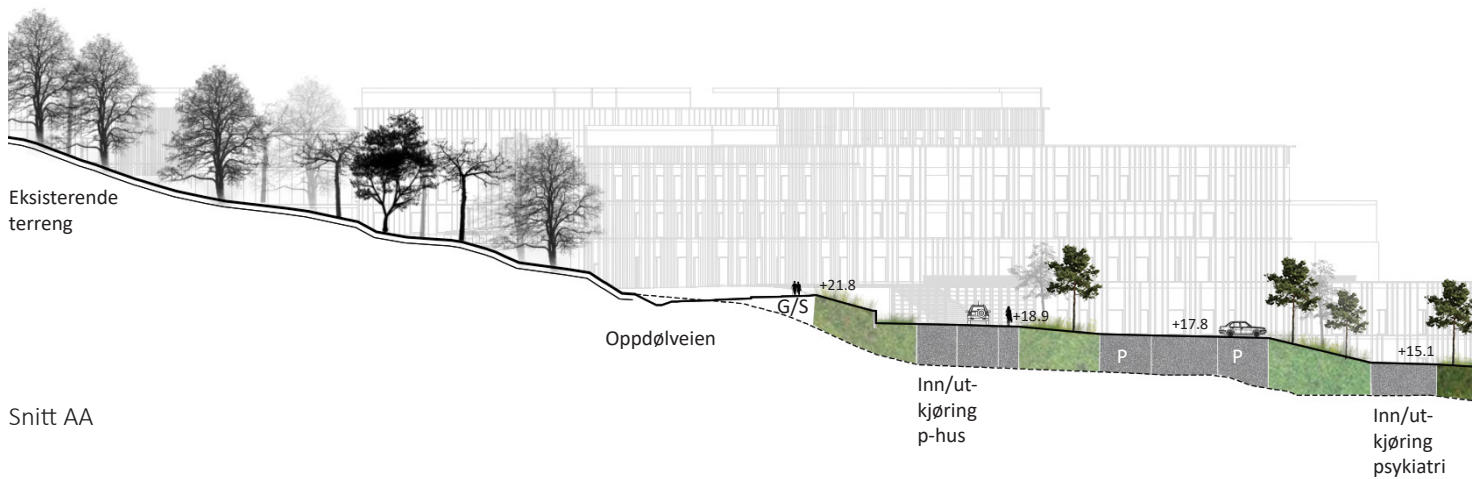 Eksisterende
terreng
+21.8
G/S
+18.9
+17.8
Oppdølveien
P
P
+15.1
Inn/ut-
kjøring
p-hus
Inn/ut-
kjøring
psykiatri
Snitt AA